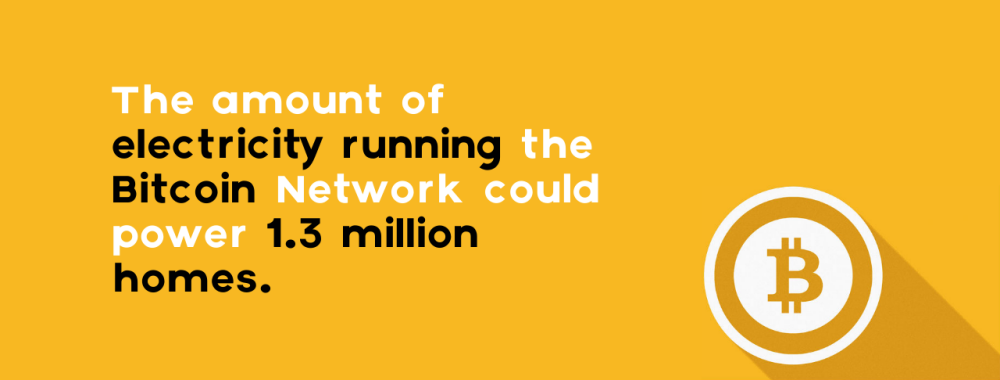 The amount of
electricity running the
Bitcoin Network could
power 1.3 million
homes.